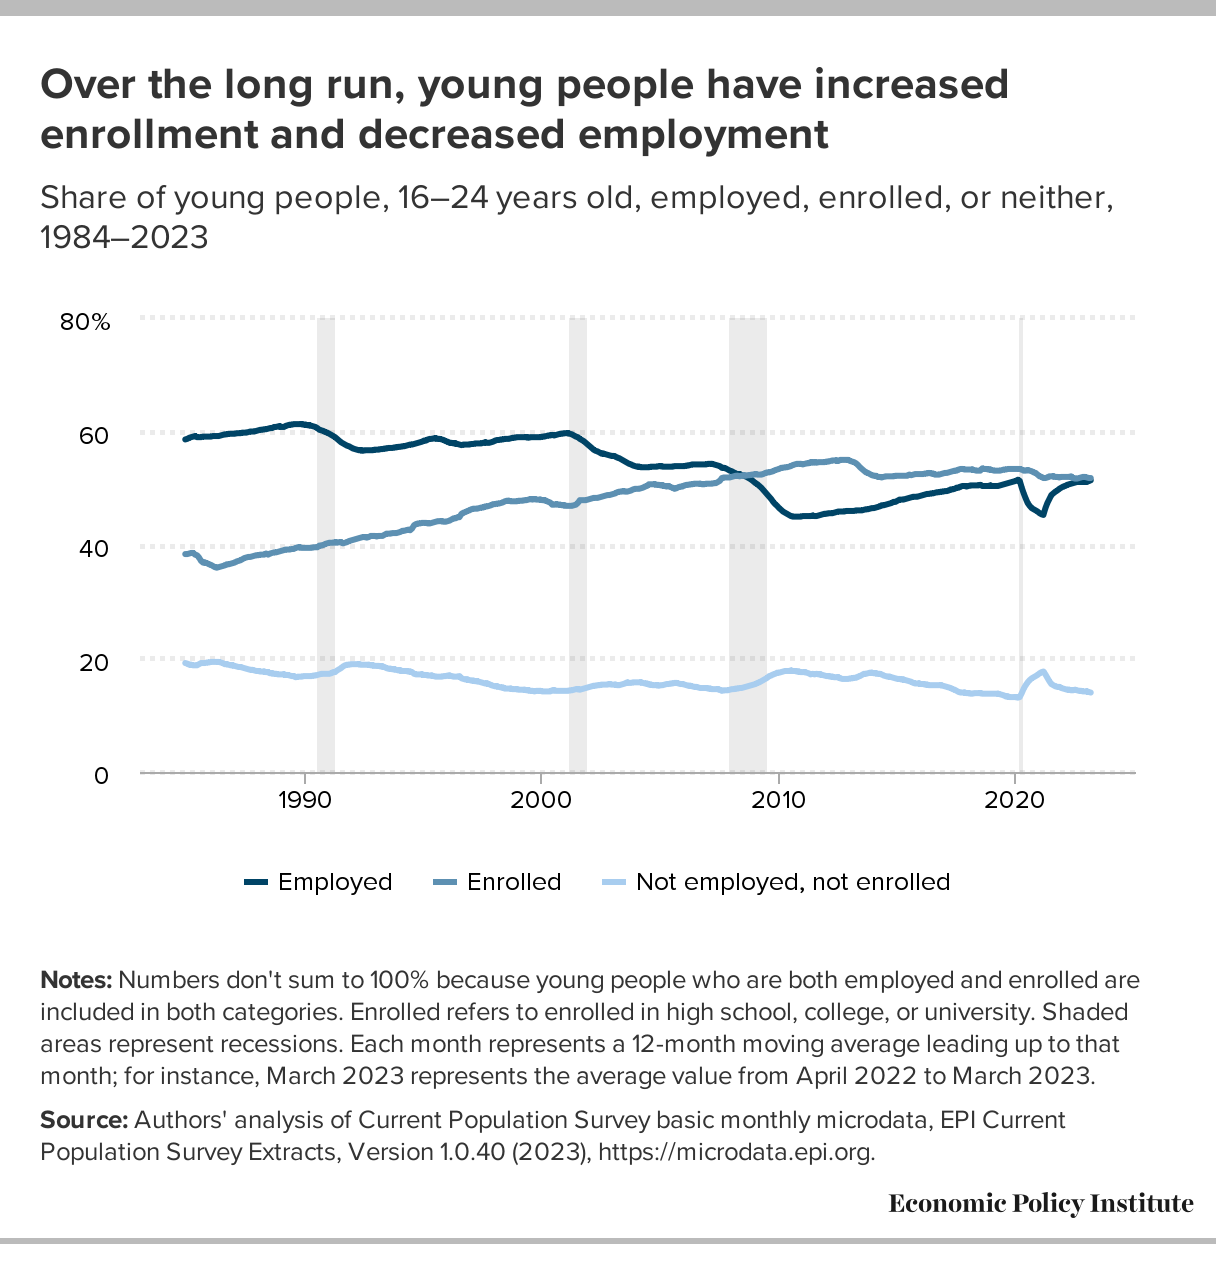 Over the long run, young people have increased
enrollment and decreased employment
Share of young people, 16–24 years old, employed, enrolled, or neither,
1984–2023
80%
60
40
20
0
1990
2000
2010
2020
Employed
Enrolled
Not employed, not enrolled
Notes: Numbers don't sum to 100% because young people who are both employed and enrolled are
included in both categories. Enrolled refers to enrolled in high school, college, or university. Shaded
areas represent recessions. Each month represents a 12-month moving average leading up to that
month; for instance, March 2023 represents the average value from April 2022 to March 2023.
Source: Authors' analysis of Current Population Survey basic monthly microdata, EPI Current
Population Survey Extracts, Version 1.0.40 (2023), https://microdata.epi.org.
Economic Policy Institute